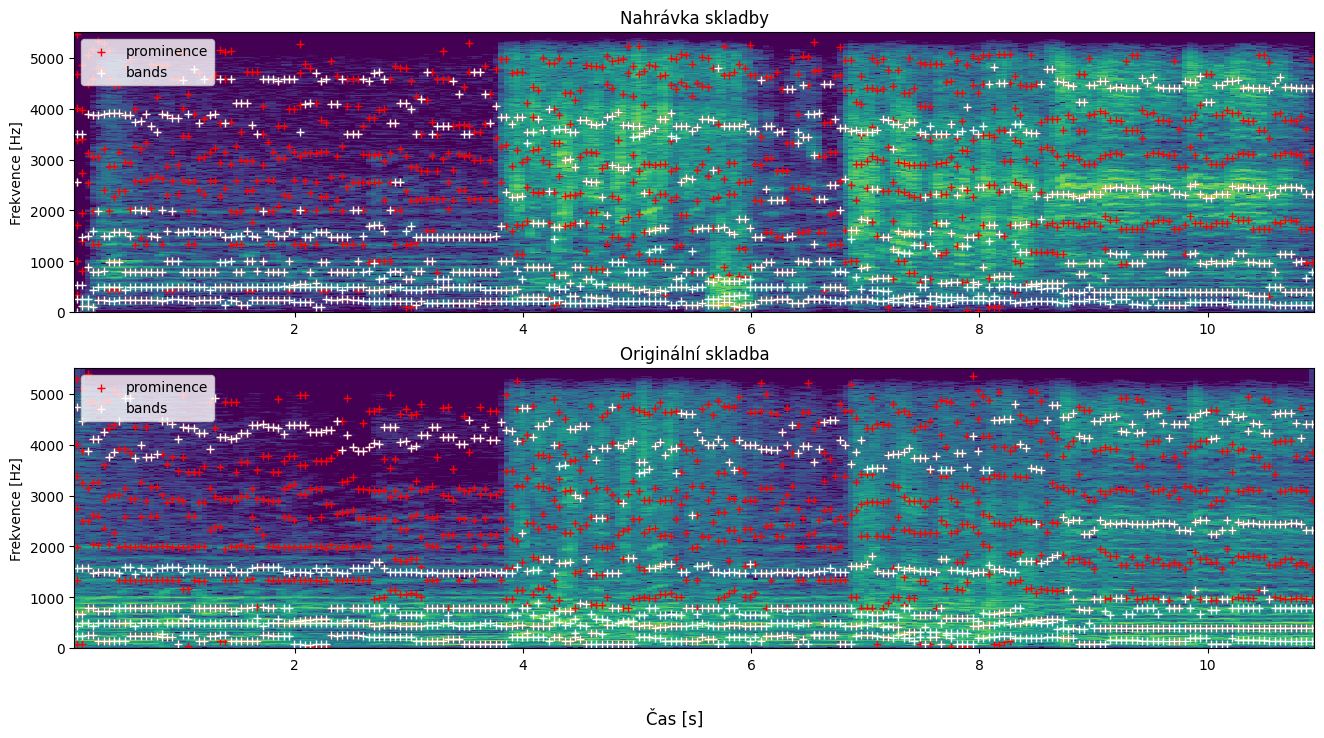 Nahrávka skladby
prominence
bands
5000
4000
3000
2000
1000
0
Frekvence [Hz]
2
4
6
8
10
Originální skladba
prominence
bands
5000
4000
3000
2000
1000
0
Frekvence [Hz]
2
4
6
8
10
Čas [s]